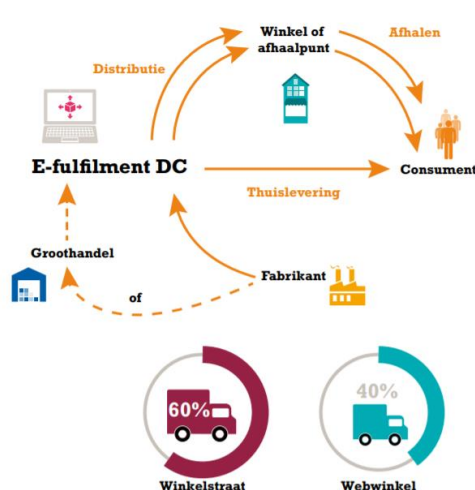 Winkel of
afhaalpunt
Afhalen
Distributie
E-fulfilment DC
Consument
Thuislevering
Groothandel
Fabrikant
of
60%
40%
Winkelstraat
Webwinkel